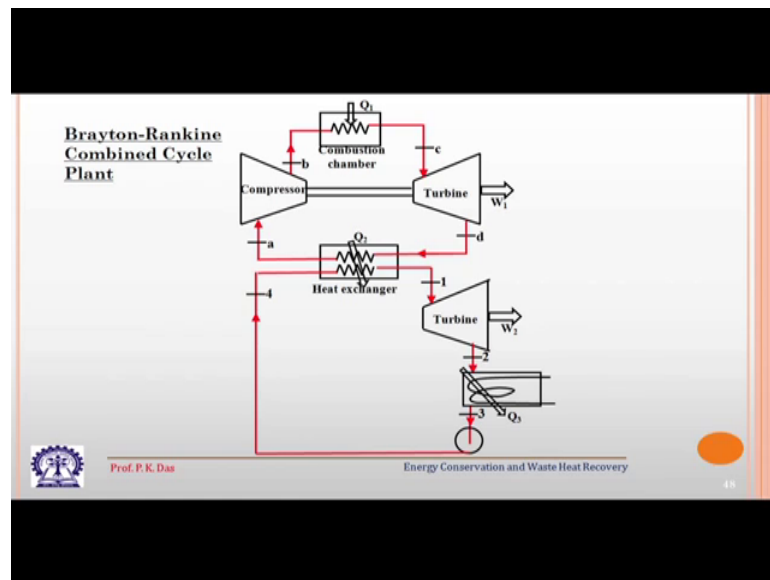 Brayton-Rankine
Combined Cycle
Plant
Q1
b
Combustion
chamber
c
Compressor
Turbine
W1
a
Q2
d
4
Heat exchanger
1
Turbine
W2
2
3
Q3
Prof. P. K. Das
Energy Conservation and Waste Heat Recovery
48